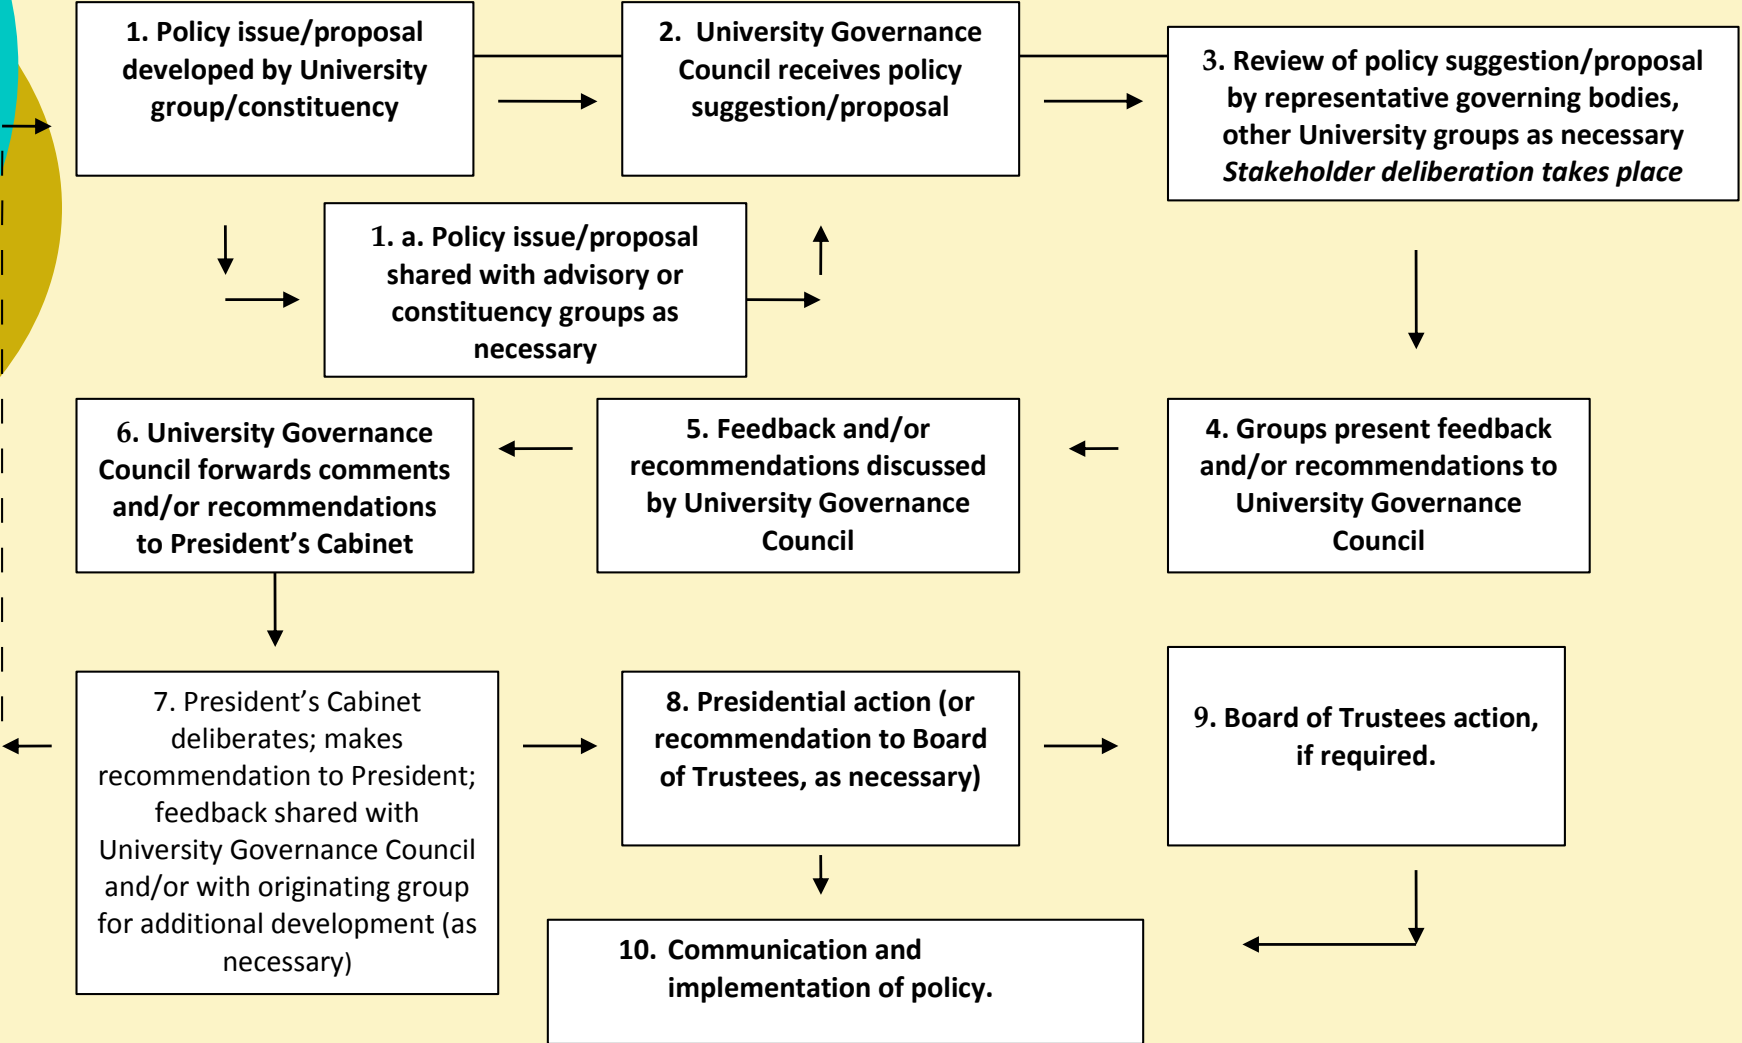 1. Policy issue/proposal
developed by University
group/constituency
2. University Governance
Council receives policy
suggestion/proposal
3. Review of policy suggestion/proposal
by representative governing bodies,
other University groups as necessary
Stakeholder deliberation takes place
1. a. Policy issue/proposal
shared with advisory or
constituency groups as
necessary
4. Groups present feedback
and/or recommendations to
University Governance
Council
5. Feedback and/or
recommendations discussed
by University Governance
Council
6. University Governance
Council forwards comments
and/or recommendations
to President’s Cabinet
7. President’s Cabinet
deliberates; makes
recommendation to President;
feedback shared with
University Governance Council
and/or with originating group
for additional development (as
necessary)
8. Presidential action (or
recommendation to Board
of Trustees, as necessary)
9. Board of Trustees action,
if required.
10. Communication and
implementation of policy.